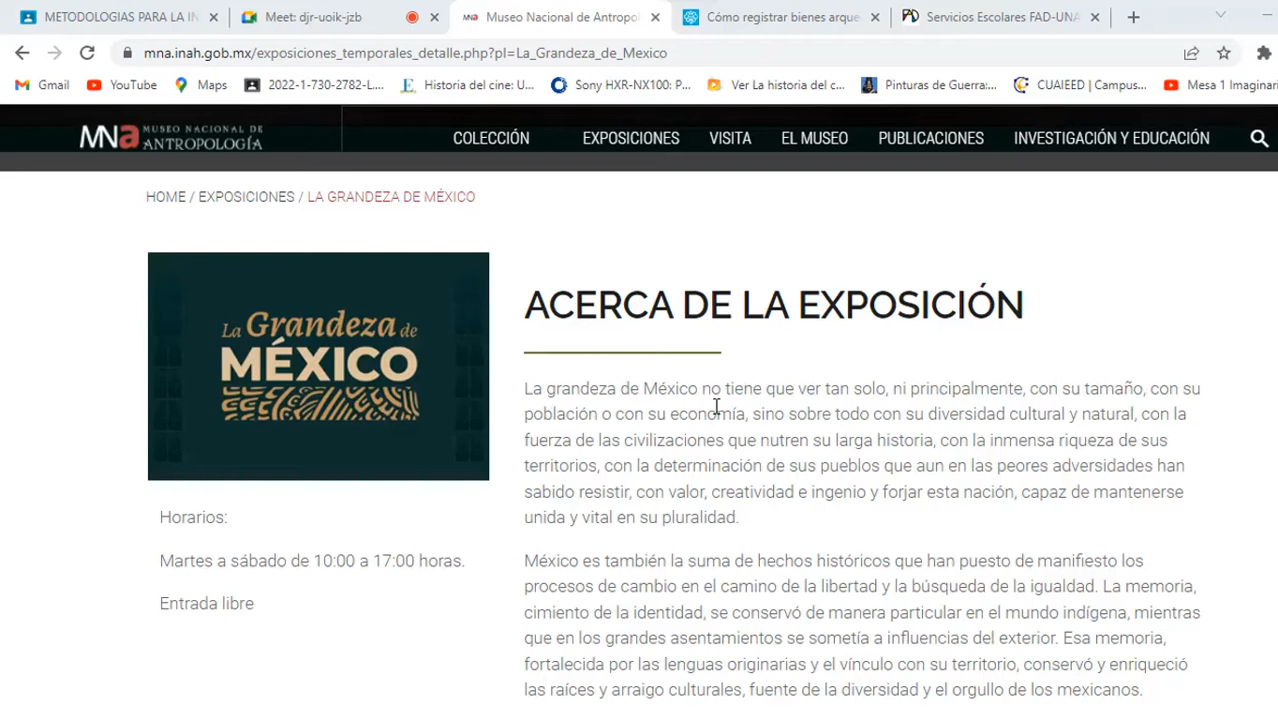 METODOLOGIAS PARA LA IN
Meet: djr-uoik-jzb
Museo Nacional de Antropol
Cómo registrar bienes arque
Servicios Escolares FAD-UNA
mna.inah.gob.mx/exposiciones_temporales_detalle.php?pl=La_Grandeza_de_Mexico
Gmail YouTube Maps 2022-1-730-2782-L... Historia del cine: U... Sony HXR-NX100: P... Ver La historia del c... Pinturas de Guerra:... CUAIEED | Campus... Mesa 1 Imaginari
MNa MUSEO NACIONAL DE ANTROPOLOGÍA
COLECCIÓN EXPOSICIONES VISITA EL MUSEO PUBLICACIONES INVESTIGACIÓN Y EDUCACIÓN
HOME / EXPOSICIONES / LA GRANDEZA DE MÉXICO
La Grandeza de
MÉXICO
Horarios:
Martes a sábado de 10:00 a 17:00 horas.
Entrada libre
ACERCA DE LA EXPOSICIÓN
La grandeza de México no tiene que ver tan solo, ni principalmente, con su tamaño, con su
población o con su economía, sino sobre todo con su diversidad cultural y natural, con la
fuerza de las civilizaciones que nutren su larga historia, con la inmensa riqueza de sus
territorios, con la determinación de sus pueblos que aun en las peores adversidades han
sabido resistir, con valor, creatividad e ingenio y forjar esta nación, capaz de mantenerse
unida y vital en su pluralidad.
México es también la suma de hechos históricos que han puesto de manifiesto los
procesos de cambio en el camino de la libertad y la búsqueda de la igualdad. La memoria,
cimiento de la identidad, se conservó de manera particular en el mundo indígena, mientras
que en los grandes asentamientos se sometía a influencias del exterior. Esa memoria,
fortalecida por las lenguas originarias y el vínculo con su territorio, conservó y enriqueció
las raíces y arraigo culturales, fuente de la diversidad y el orgullo de los mexicanos.